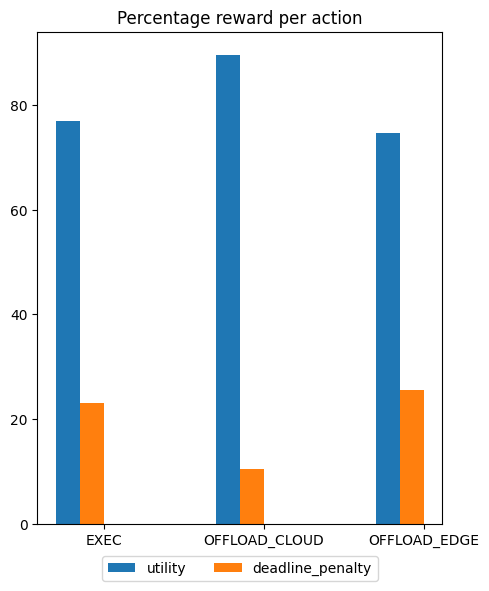 Percentage reward per action
80
60
40
20
0
EXEC OFFLOAD_CLOUD OFFLOAD_EDGE
utility deadline_penalty